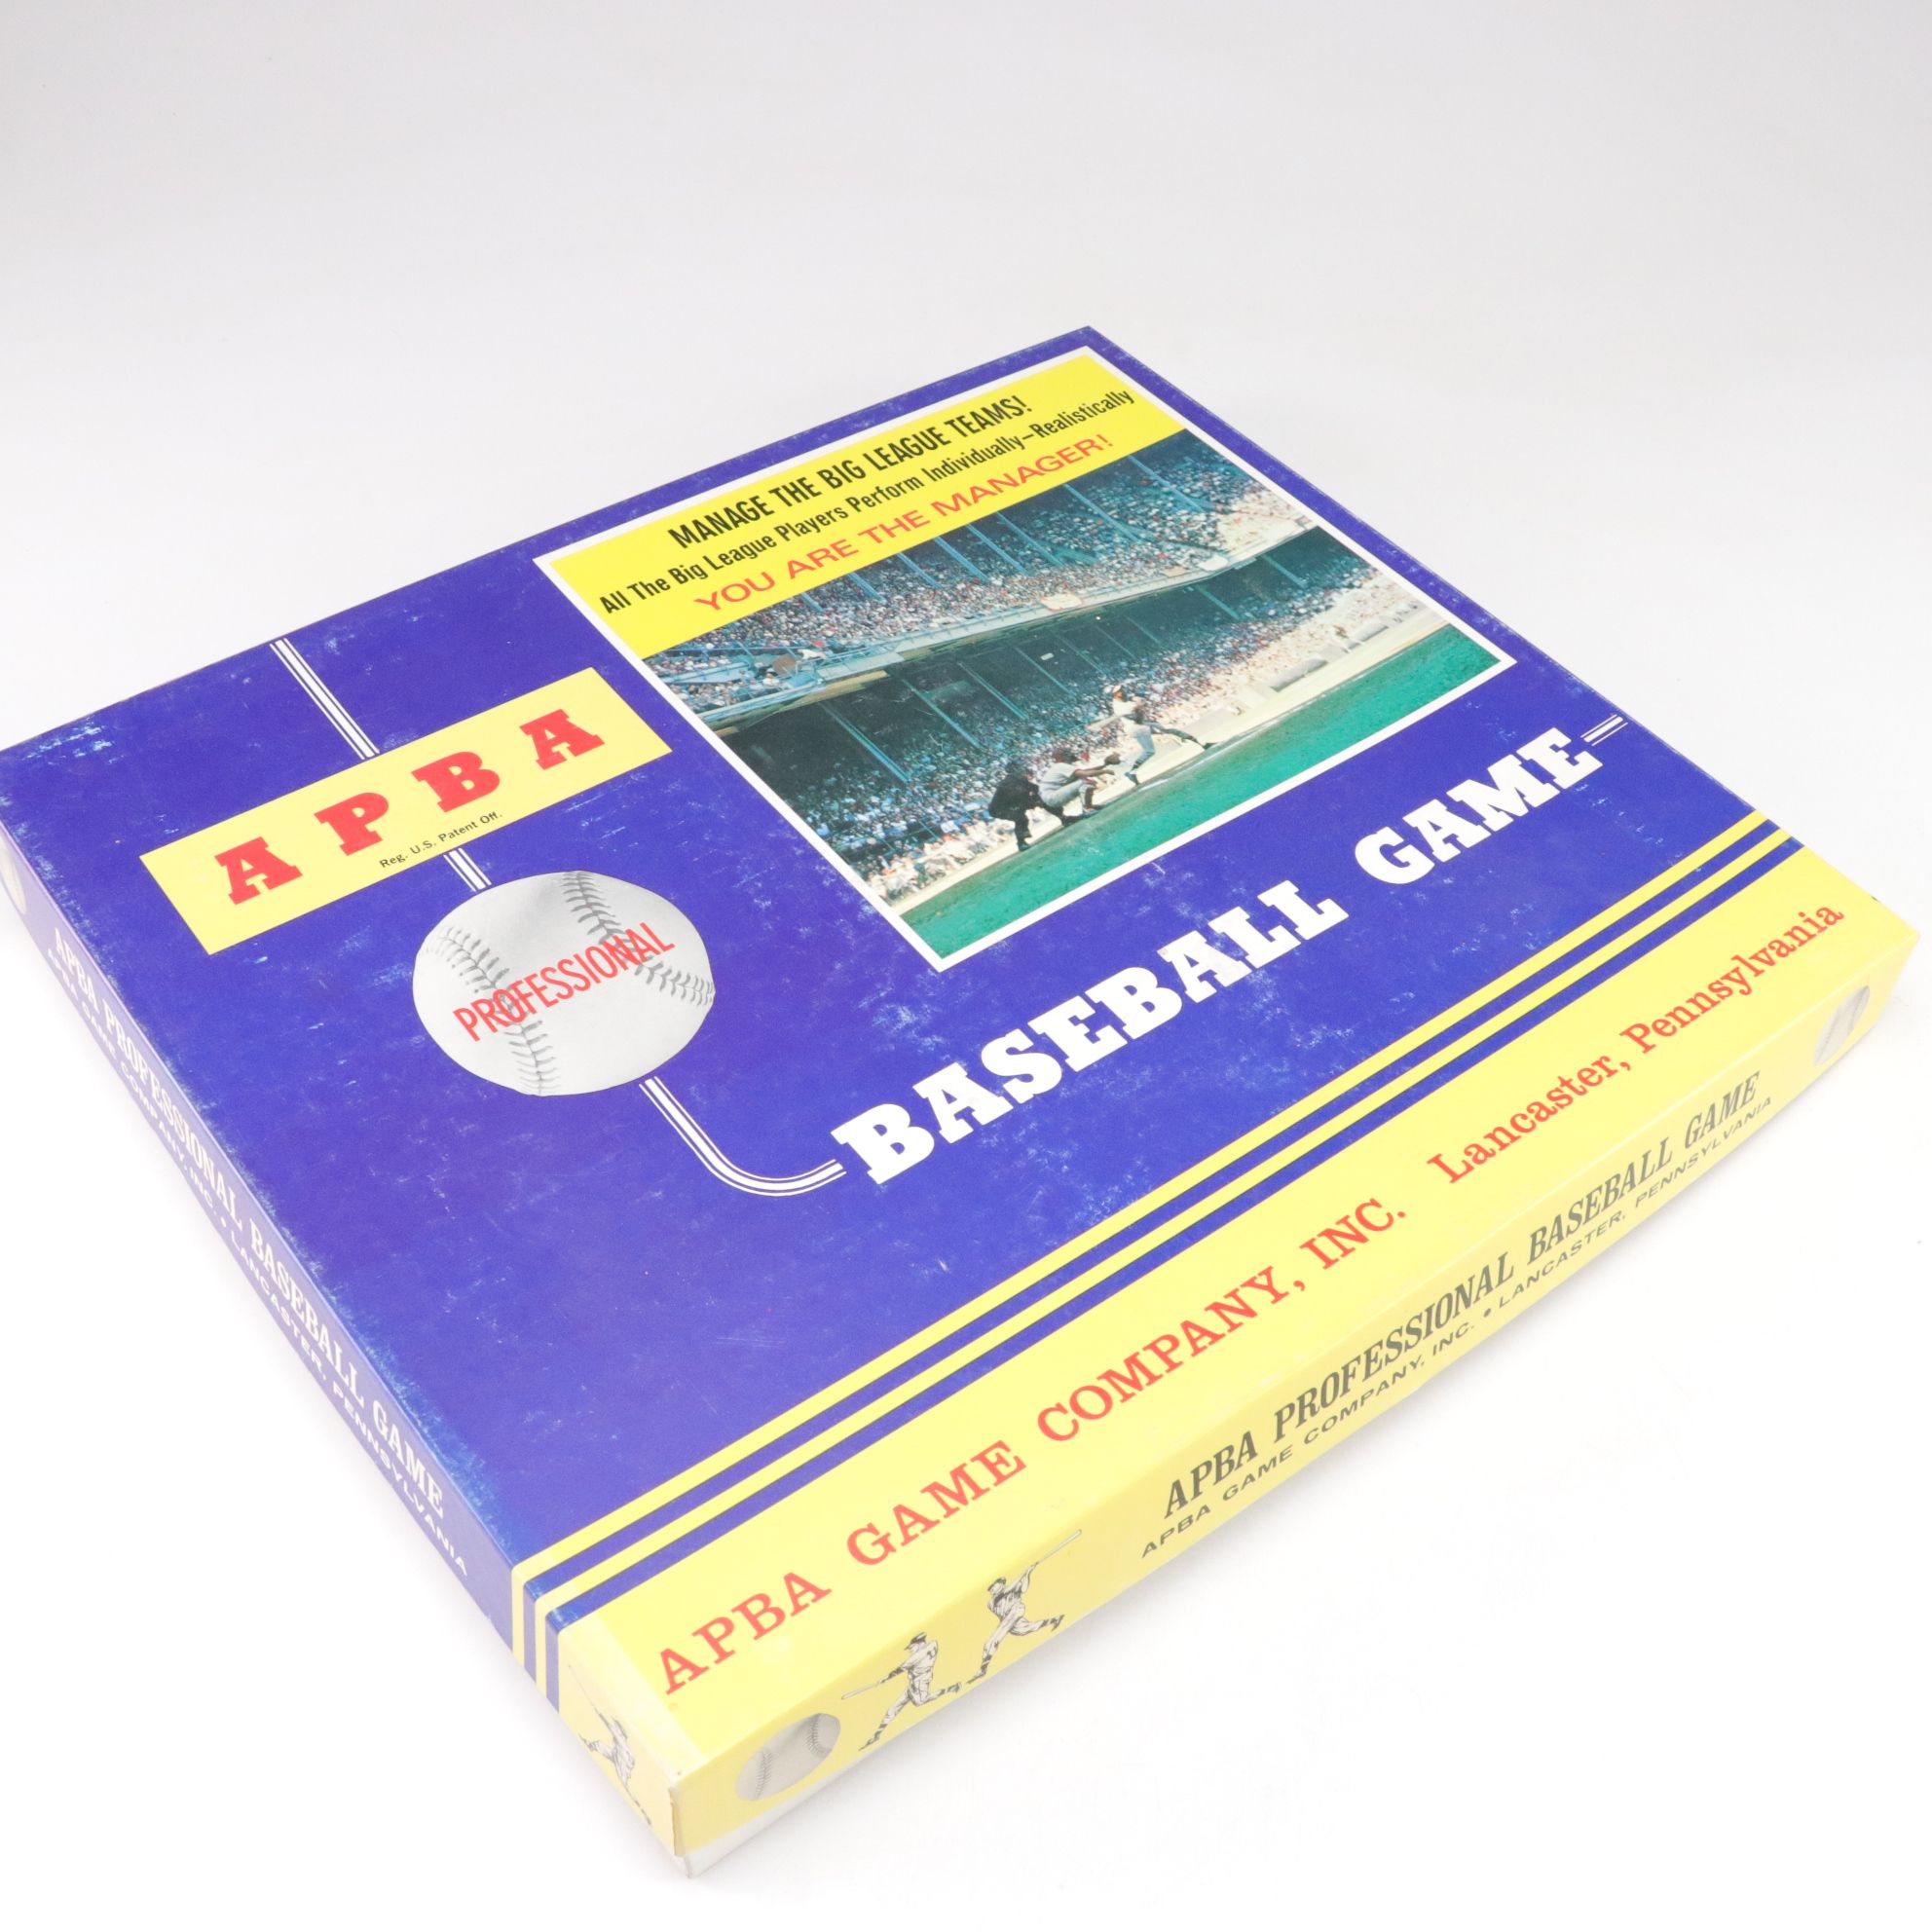 MANAGE THE BIG LEAGUE TEAMS!
All The Big League Players Perform Individually—Realistically
YOU ARE THE MANAGER!
APBA
Reg. U.S. Patent Off.
PROFESSIONAL
BASEBALL GAME
APBA GAME COMPANY, INC. Lancaster, Pennsylvania
APBA PROFESSIONAL BASEBALL GAME
APBA GAME COMPANY, INC. • LANCASTER, PENNSYLVANIA
APBA PROFESSIONAL BASEBALL GAME
APBA GAME COMPANY, INC. • LANCASTER, PENNSYLVANIA